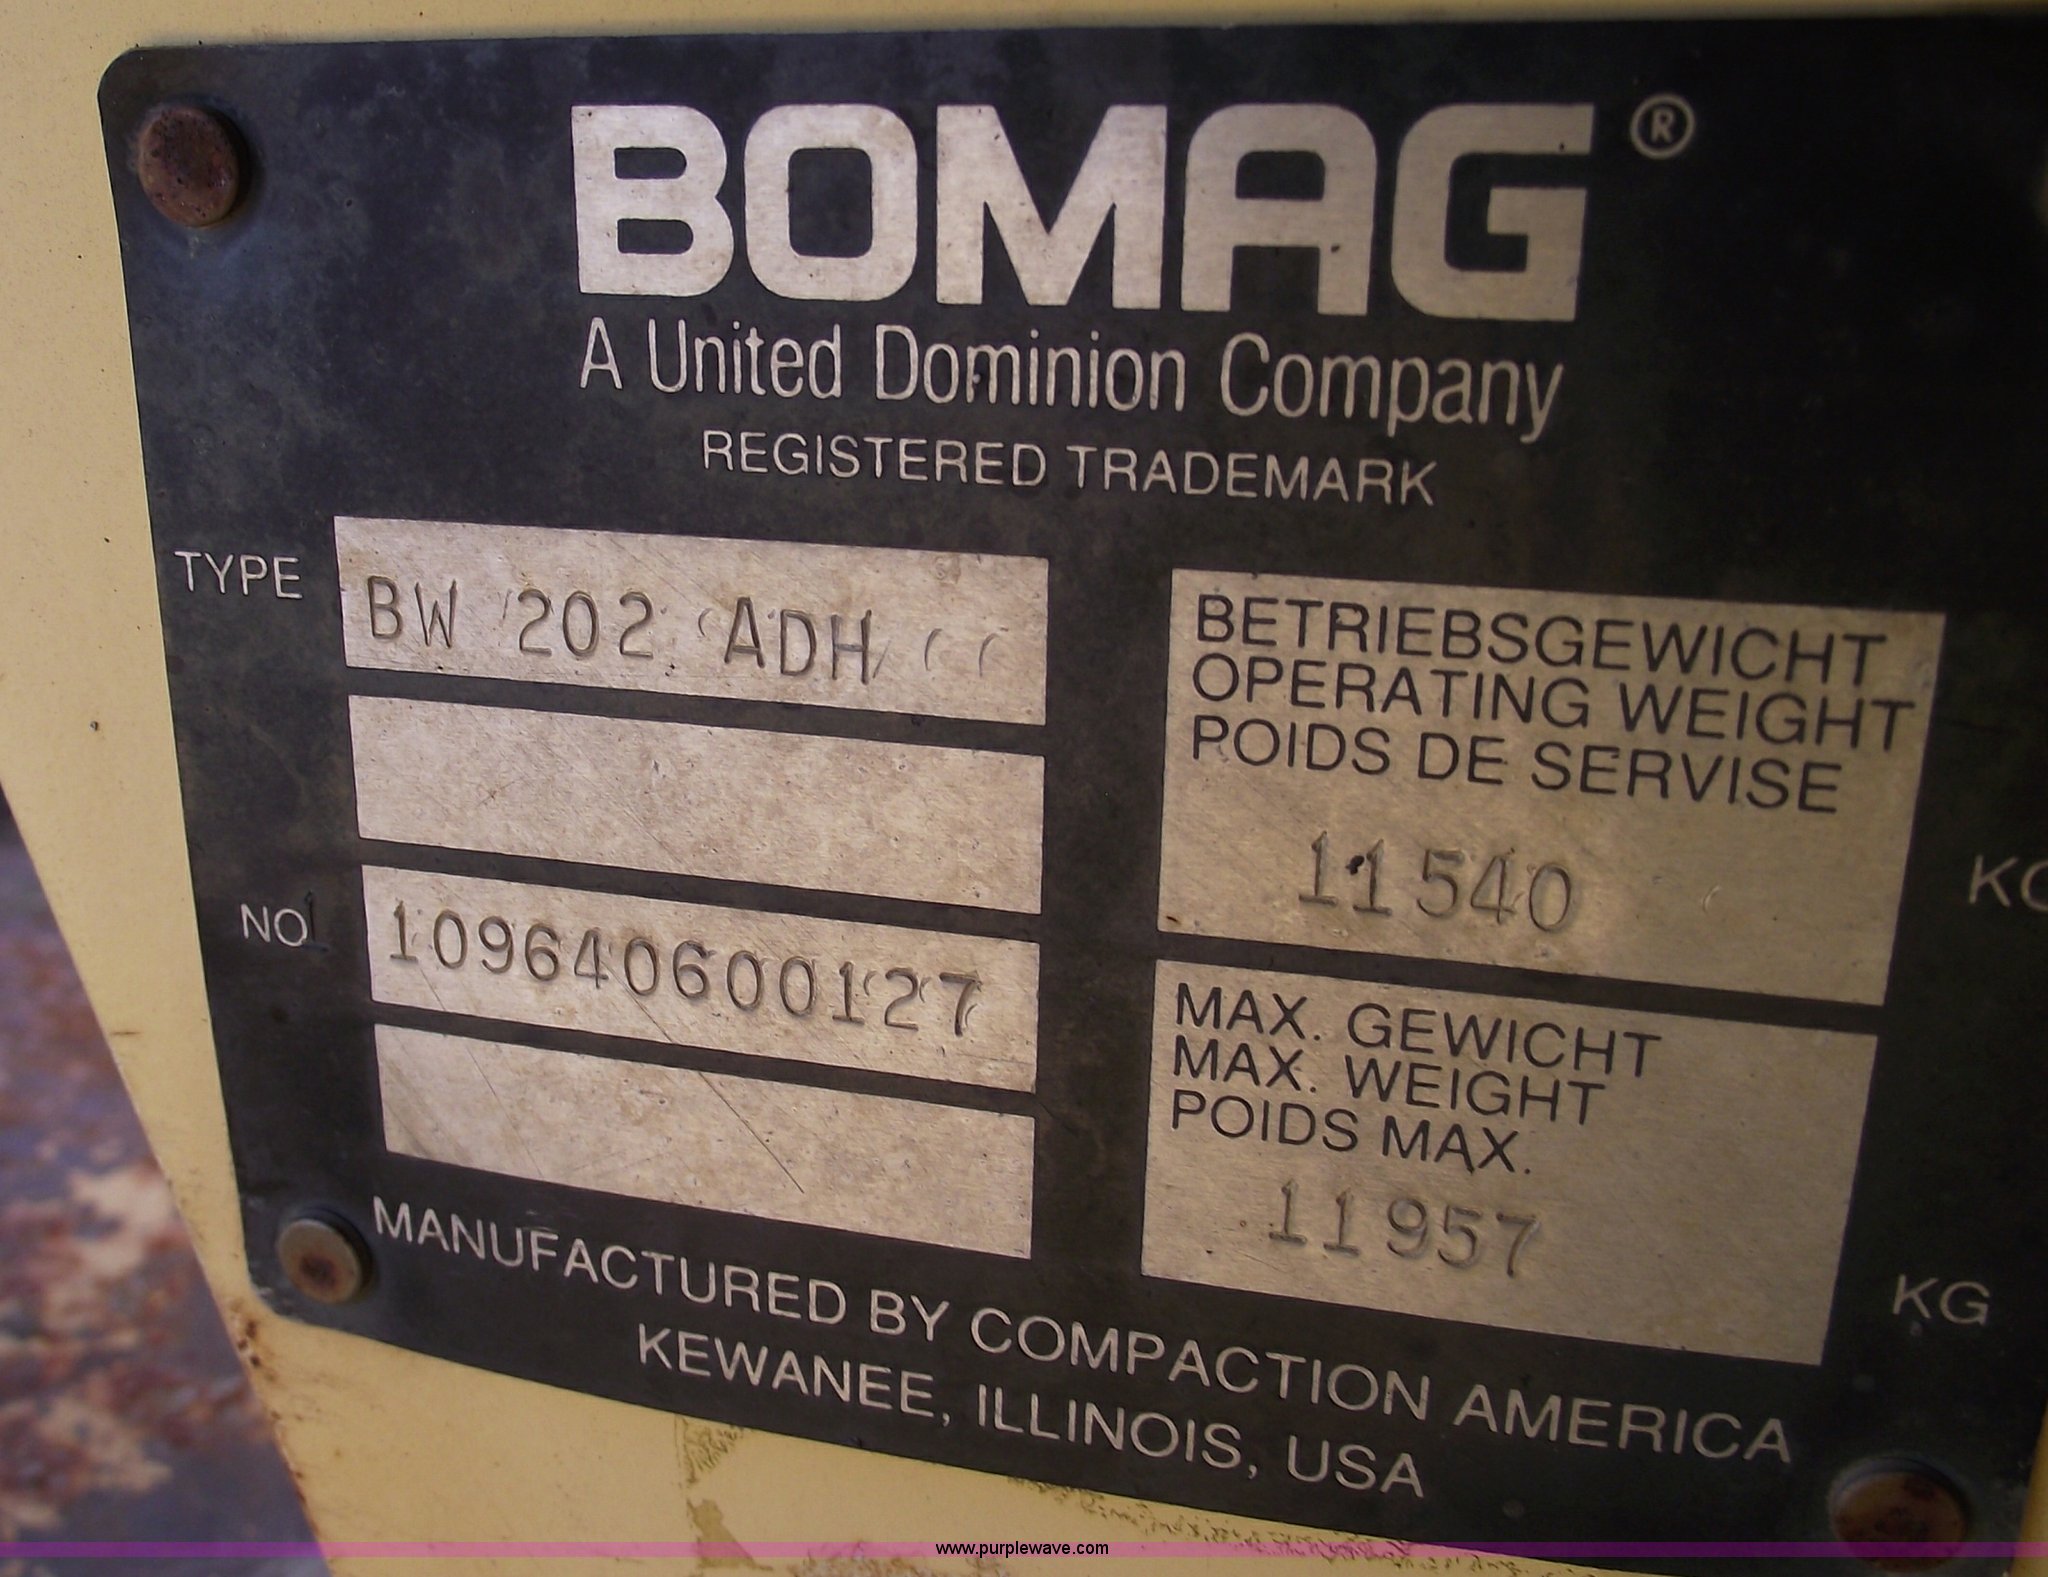 BOMAG®
A United Dominion Company
REGISTERED TRADEMARK
TYPE BW 202 ADH
NO 109640600127
BETRIEBSGEWICHT
OPERATING WEIGHT
POIDS DE SERVISE
11540
MAX. GEWICHT
MAX. WEIGHT
POIDS MAX.
11957 KG
MANUFACTURED BY COMPACTION AMERICA
KEWANEE, ILLINOIS, USA
www.purplewave.com